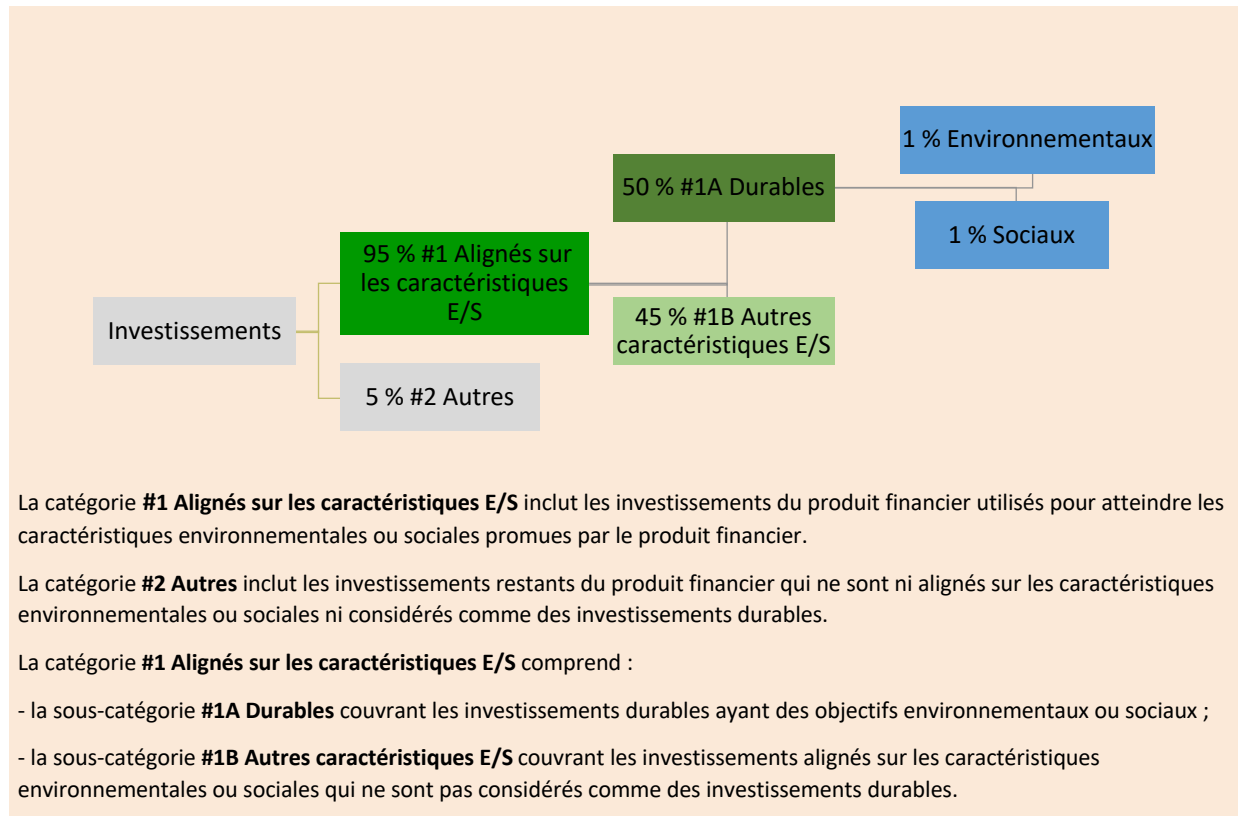 1 % Environnementaux
50 % #1A Durables
1 % Sociaux
95 % #1 Alignés sur
les caractéristiques
E/S
Investissements
45 % #1B Autres
caractéristiques E/S
5 % #2 Autres
La catégorie #1 Alignés sur les caractéristiques E/S inclut les investissements du produit financier utilisés pour atteindre les
caractéristiques environnementales ou sociales promues par le produit financier.
La catégorie #2 Autres inclut les investissements restants du produit financier qui ne sont ni alignés sur les caractéristiques
environnementales ou sociales ni considérés comme des investissements durables.
La catégorie #1 Alignés sur les caractéristiques E/S comprend :
- la sous-catégorie #1A Durables couvrant les investissements durables ayant des objectifs environnementaux ou sociaux ;
- la sous-catégorie #1B Autres caractéristiques E/S couvrant les investissements alignés sur les caractéristiques
environnementales ou sociales qui ne sont pas considérés comme des investissements durables.